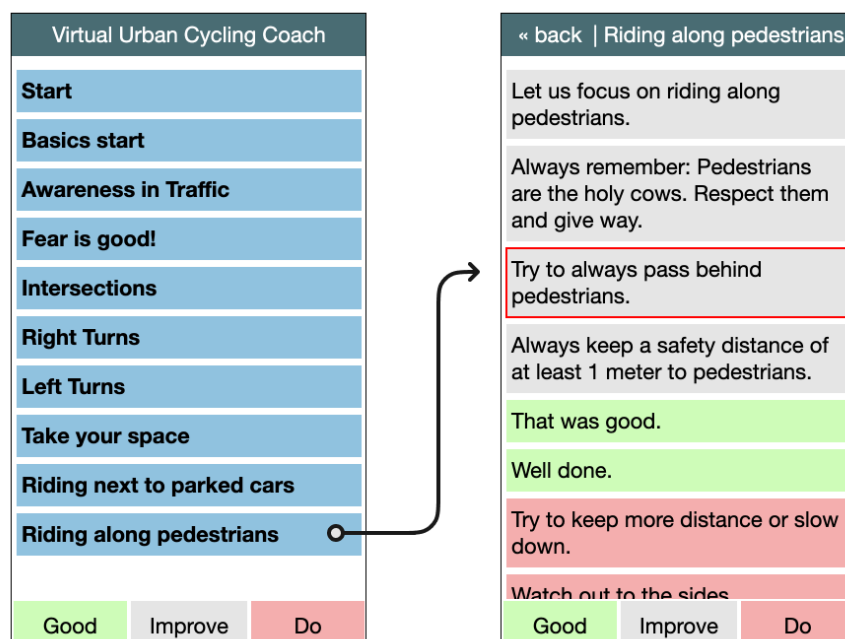 Virtual Urban Cycling Coach
Start
Basics start
Awareness in Traffic
Fear is good!
Intersections
Right Turns
Left Turns
Take your space
Riding next to parked cars
Riding along pedestrians
Good
Improve
Do
« back | Riding along pedestrians
Let us focus on riding along
pedestrians.
Always remember: Pedestrians
are the holy cows. Respect them
and give way.
Try to always pass behind
pedestrians.
Always keep a safety distance of
at least 1 meter to pedestrians.
That was good.
Well done.
Try to keep more distance or slow
down.
Watch out to the sides
Good
Improve
Do